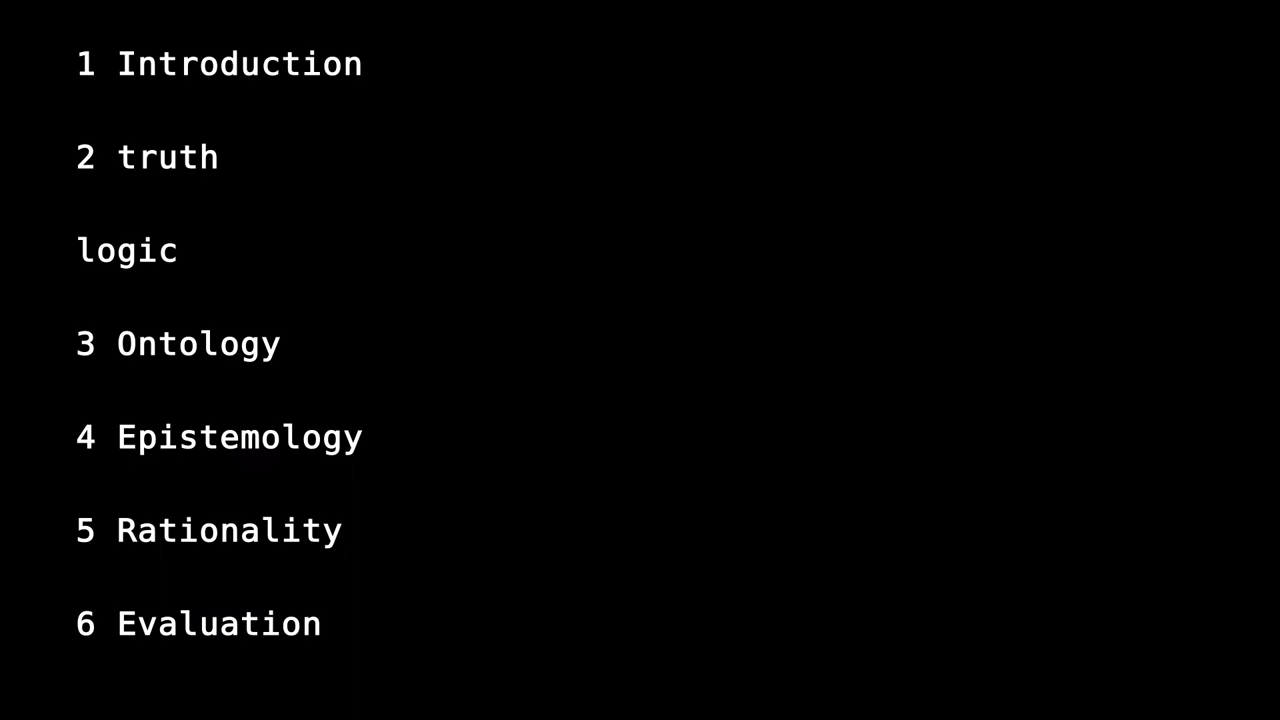 1 Introduction
2 truth
logic
3 Ontology
4 Epistemology
5 Rationality
6 Evaluation